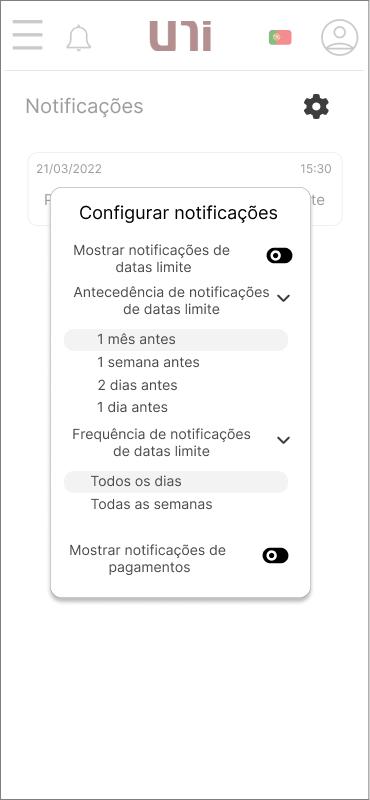 uni
Notificações
21/03/2022 15:30
te
Configurar notificações
Mostrar notificações de
datas limite
Antecedência de notificações
de datas limite
1 mês antes
1 semana antes
2 dias antes
1 dia antes
Frequência de notificações
de datas limite
Todos os dias
Todas as semanas
Mostrar notificações de
pagamentos